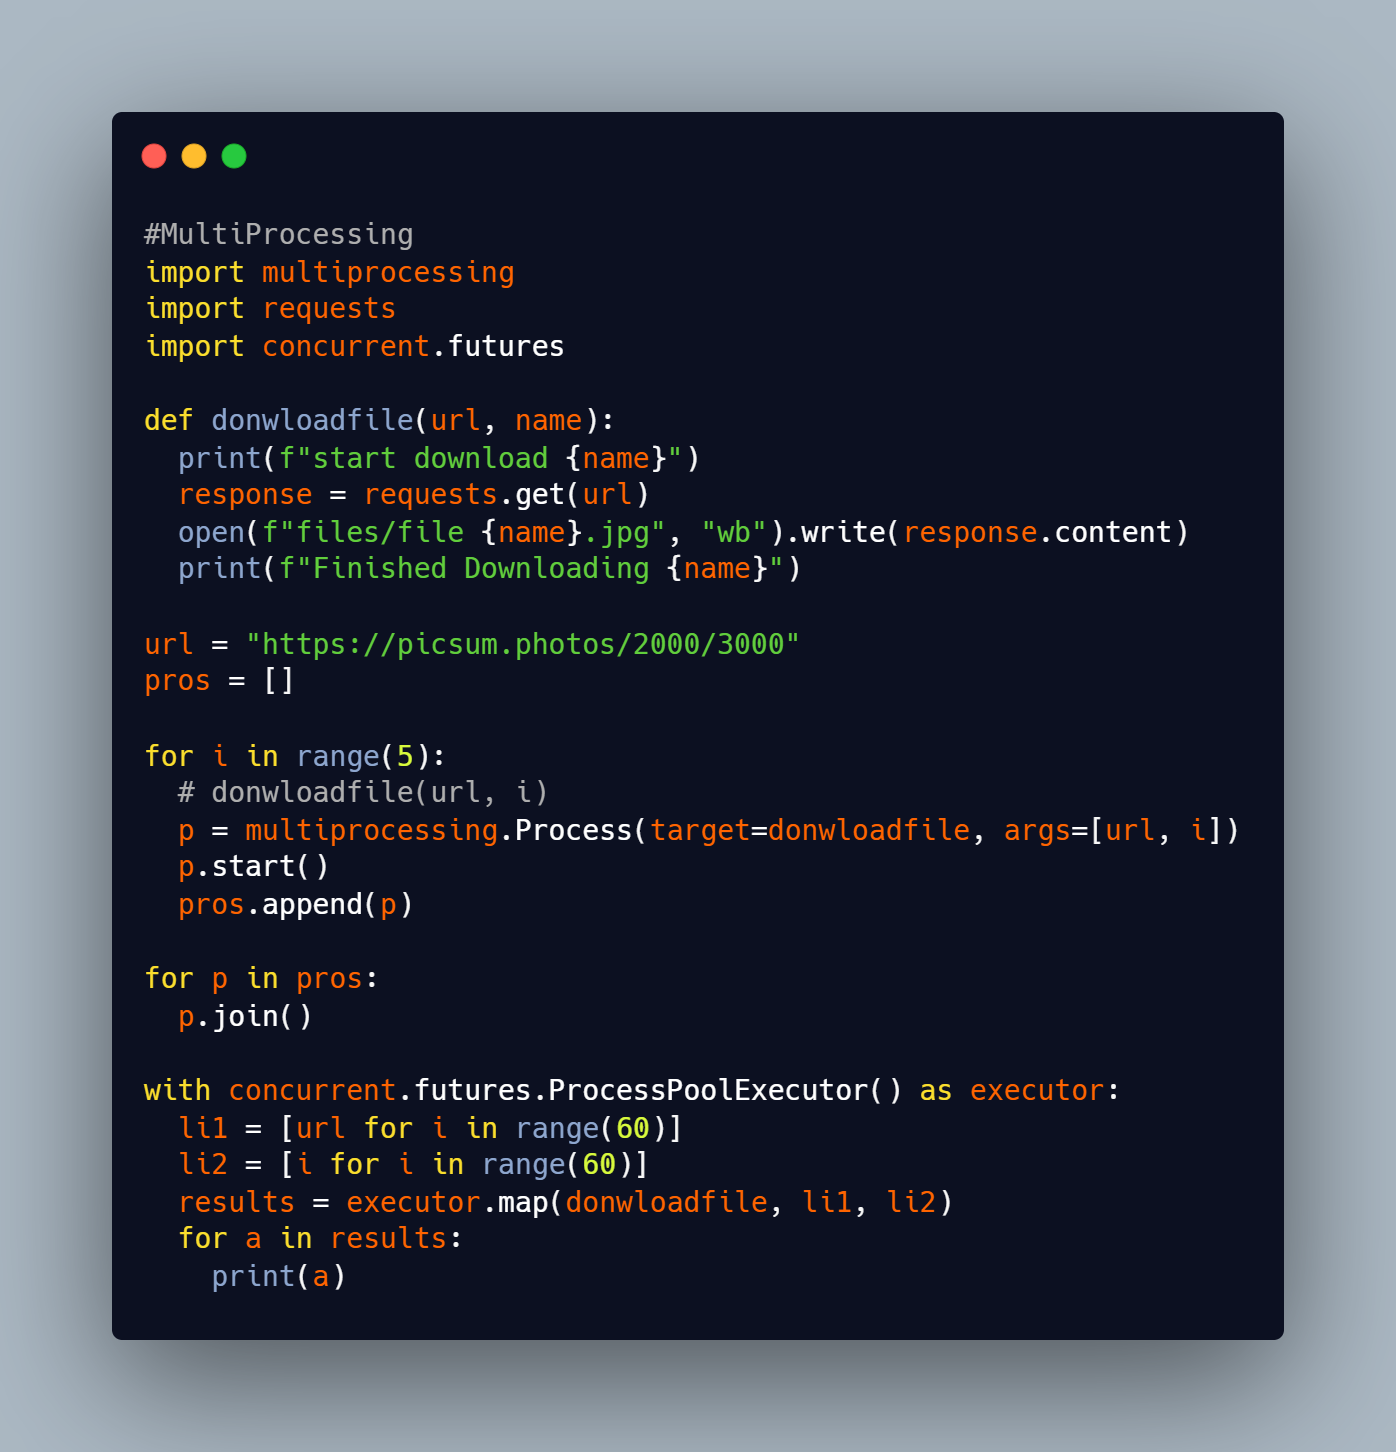 #MultiProcessing
import multiprocessing
import requests
import concurrent.futures

def donwloadfile(url, name):
  print(f"start download {name}")
  response = requests.get(url)
  open(f"files/file {name}.jpg", "wb").write(response.content)
  print(f"Finished Downloading {name}")

url = "https://picsum.photos/2000/3000"
pros = []

for i in range(5):
  # donwloadfile(url, i)
  p = multiprocessing.Process(target=donwloadfile, args=[url, i])
  p.start()
  pros.append(p)

for p in pros:
  p.join()

with concurrent.futures.ProcessPoolExecutor() as executor:
  li1 = [url for i in range(60)]
  li2 = [i for i in range(60)]
  results = executor.map(donwloadfile, li1, li2)
  for a in results:
    print(a)